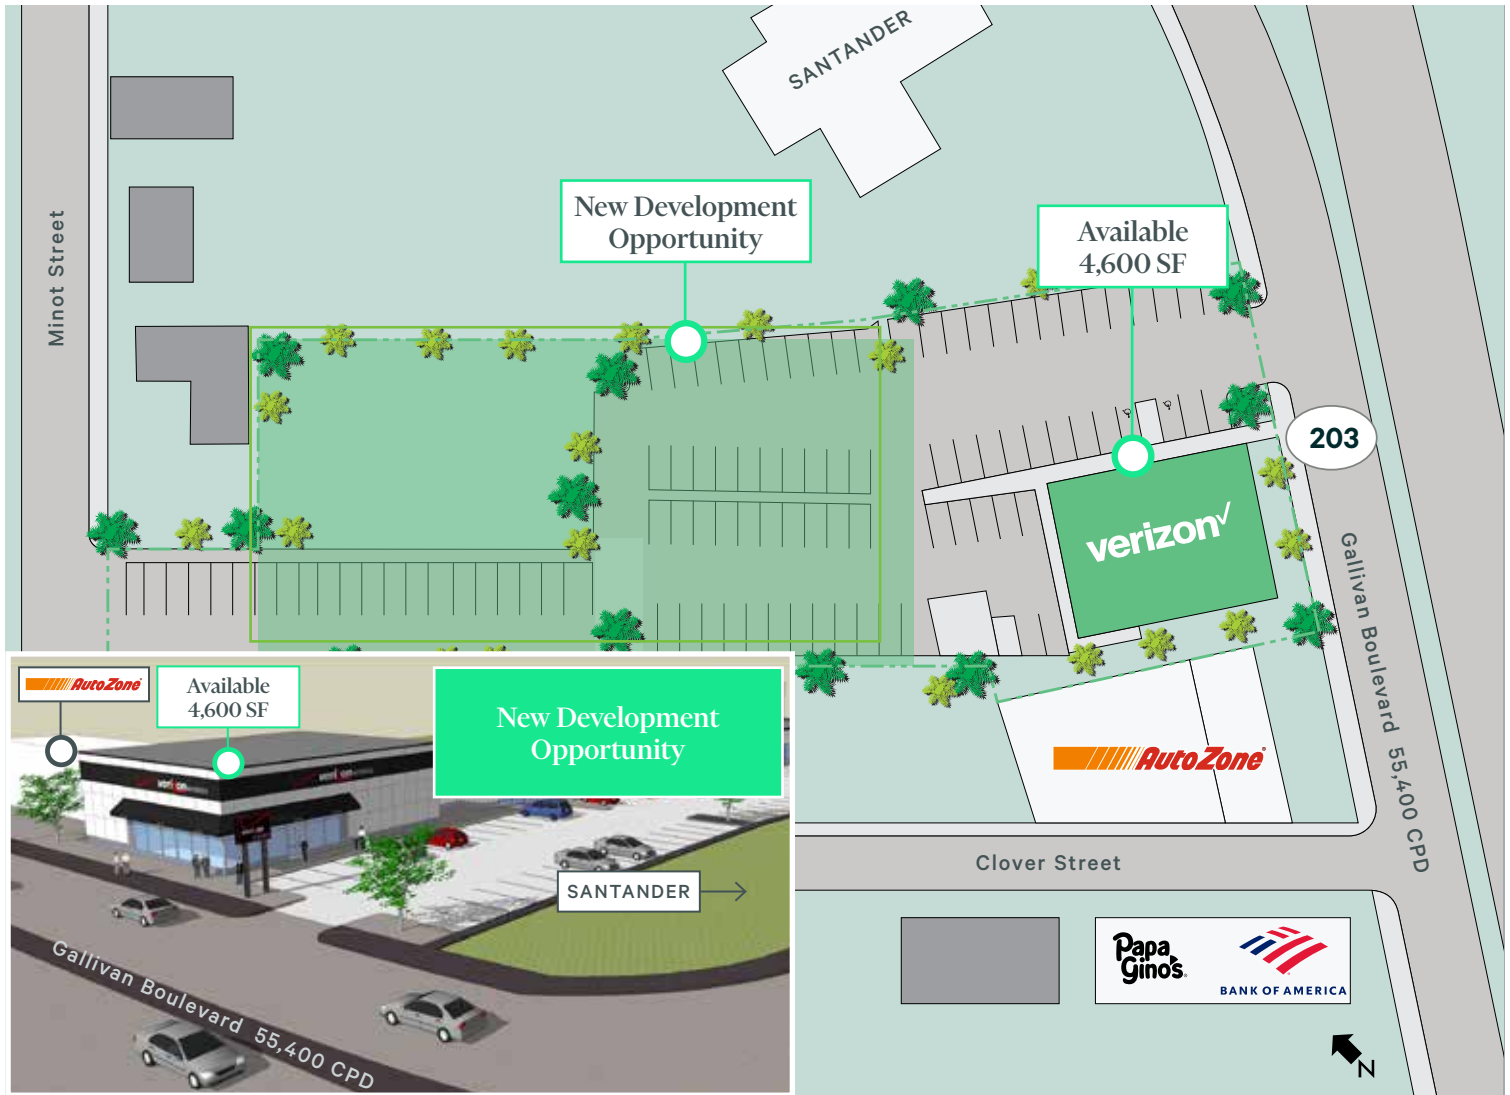 SANTANDER
New Development
Opportunity
Available
4,600 SF
Minot Street
203
verizon
Gallivan Boulevard 55,400 CPD
AutoZone
Clover Street
Papa
Gino's
BANK OF AMERICA
N
AutoZone
Available
4,600 SF
New Development
Opportunity
verizon
verizon
SANTANDER
Gallivan Boulevard 55,400 CPD